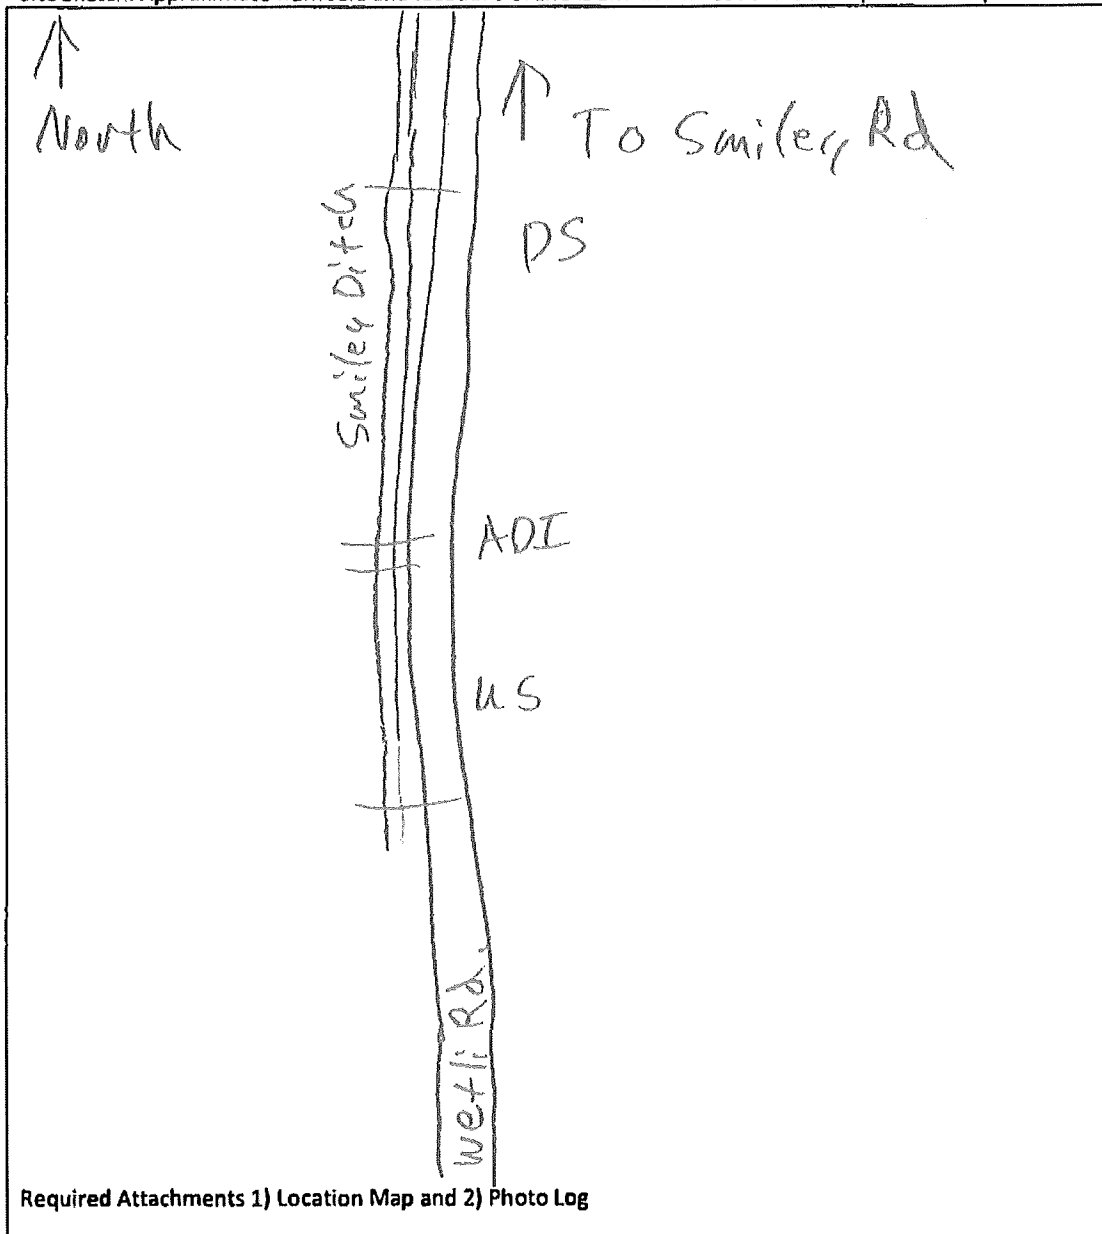 North
To Smiley Rd
Smiley Ditch
DS
ADI
US
Wetli Rd.
Required Attachments 1) Location Map and 2) Photo Log